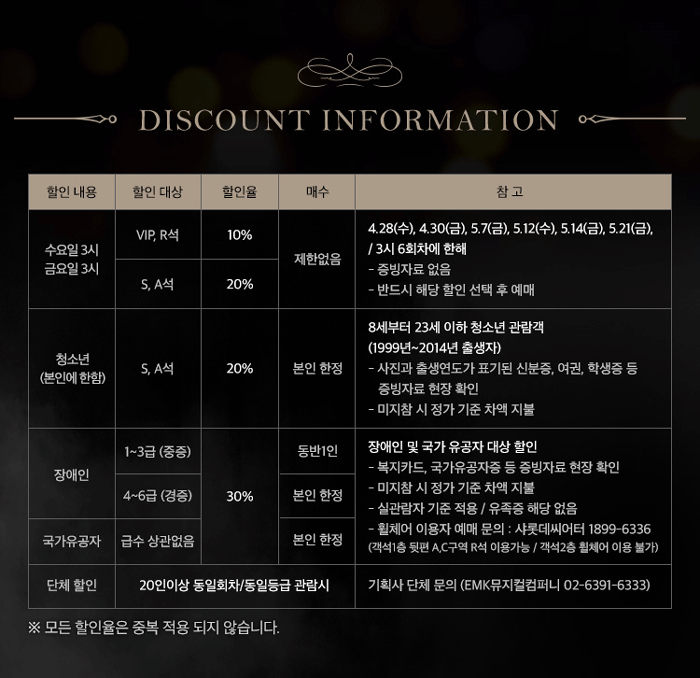 DISCOUNT INFORMATION
할인 내용 할인 대상 할인율 매수 참 고
수요일 3시
금요일 3시
VIP, R석 10%
S, A석 20%
제한없음
4.28(수), 4.30(금), 5.7(금), 5.12(수), 5.14(금), 5.21(금),
/ 3시 6회차에 한해
- 증빙자료 없음
- 반드시 해당 할인 선택 후 예매
청소년
(본인에 한함)
S, A석 20% 본인 한정
8세부터 23세 이하 청소년 관람객
(1999년~2014년 출생자)
- 사진과 출생연도가 표기된 신분증, 여권, 학생증 등
증빙자료 현장 확인
- 미지참 시 정가 기준 차액 지불
장애인
1~3급 (중증) 동반1인
4~6급 (경증) 본인 한정
30%
국가유공자 급수 상관없음 본인 한정
장애인 및 국가 유공자 대상 할인
- 복지카드, 국가유공자증 등 증빙자료 현장 확인
- 미지참 시 정가 기준 차액 지불
- 실관람자 기준 적용 / 유족증 해당 없음
- 휠체어 이용자 예매 문의 : 샤롯데씨어터 1899-6336
(객석1층 뒷편 A,C구역 R석 이용가능 / 객석2층 휠체어 이용 불가)
단체 할인 20인이상 동일회차/동일등급 관람시 기획사 단체 문의 (EMK뮤지컬컴퍼니 02-6391-6333)
※ 모든 할인율은 중복 적용 되지 않습니다.